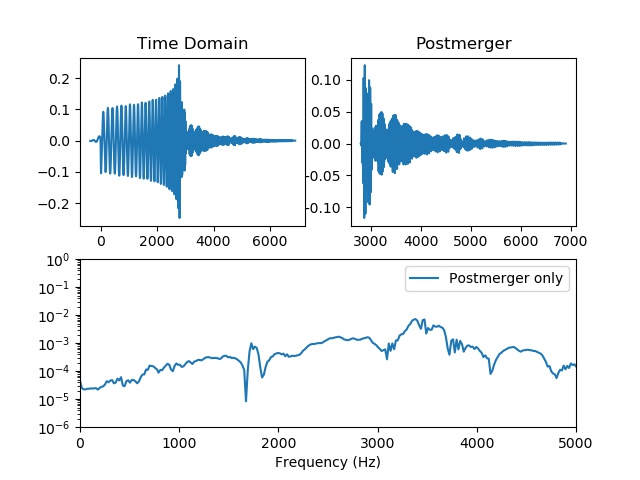 Time Domain
Postmerger
0.2
0.1
0.0
−0.1
−0.2
0 2000 4000 6000
0.10
0.05
0.00
−0.05
−0.10
3000 4000 5000 6000 7000
10⁰
10⁻¹
10⁻²
10⁻³
10⁻⁴
10⁻⁵
10⁻⁶
Postmerger only
0 1000 2000 3000 4000 5000
Frequency (Hz)